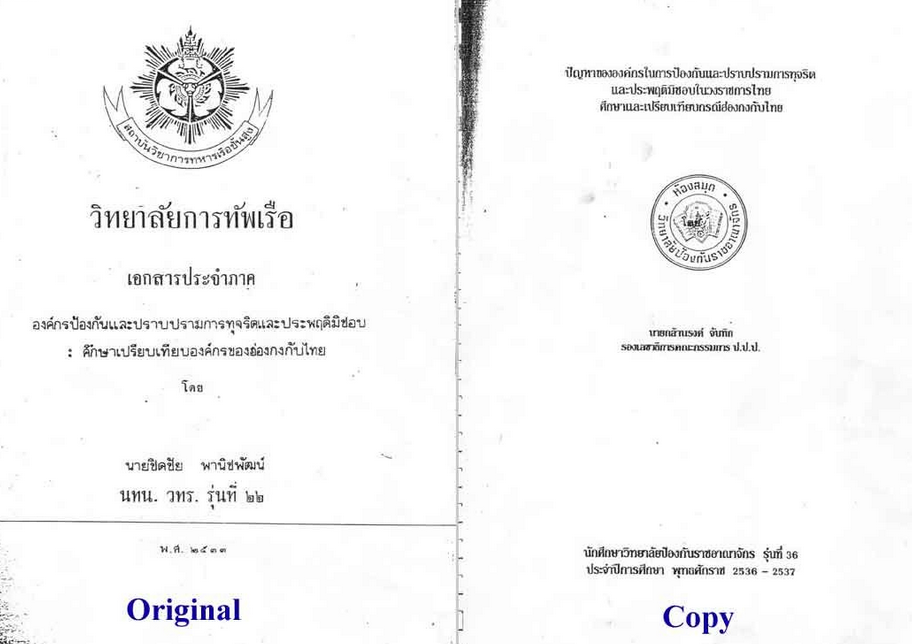 สถาบันวิชาการทหารเรือชั้นสูง
วิทยาลัยการทัพเรือ
เอกสารประจำภาค
องค์กรป้องกันและปราบปรามการทุจริตและประพฤติมิชอบ
: ศึกษาเปรียบเทียบองค์กรของฮ่องกงกับไทย
โดย
นายชิดชัย พานิชพัฒน์
นทน. วทร. รุ่นที่ ๒๒
พ.ศ. ๒๕๓๓
Original
ปัญหาขององค์กรในการป้องกันและปราบปรามการทุจริต
และประพฤติมิชอบในวงราชการไทย
ศึกษาและเปรียบเทียบกรณีฮ่องกงกับไทย
ห้องสมุด
โดย
วิทยาลัยป้องกันราชอาณาจักร
นายกล้านรงค์ จันทิก
รองเลขาธิการคณะกรรมการ ป.ป.ป.
นักศึกษาวิทยาลัยป้องกันราชอาณาจักร รุ่นที่ 36
ประจำปีการศึกษา พุทธศักราช 2536 - 2537
Copy